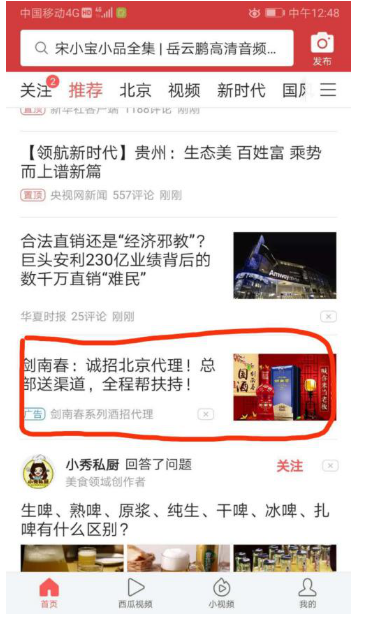 中国移动4G HD 4G
中午12:48
宋小宝小品全集 | 岳云鹏高清音频...
发布
关注 2 推荐 北京 视频 新时代 国风
置顶 新华社客户端 1188评论 刚刚
【领航新时代】贵州：生态美 百姓富 乘势
而上谱新篇
置顶 央视网新闻 557评论 刚刚
合法直销还是“经济邪教”？
巨头安利230亿业绩背后的
数千万直销“难民”
Amway
华夏时报 25评论 刚刚
剑南春：诚招北京代理！总
部送渠道，全程帮扶持！
国酒
广告 剑南春系列酒招代理
小秀私厨 回答了问题
美食领域创作者
关注
生啤、熟啤、原浆、纯生、干啤、冰啤、扎
啤有什么区别？
首页 西瓜视频 小视频 我的